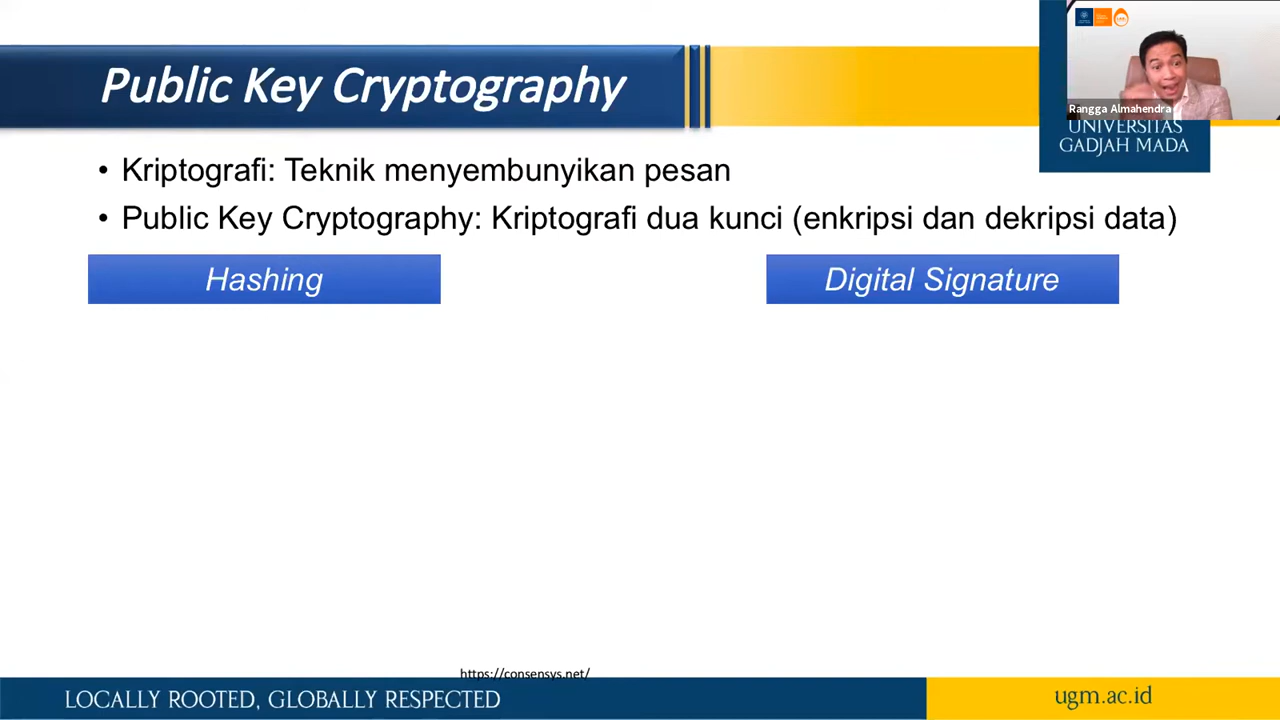 Public Key Cryptography
Rangga Almahendra
UNIVERSITAS
GADJAH MADA
• Kriptografi: Teknik menyembunyikan pesan
• Public Key Cryptography: Kriptografi dua kunci (enkripsi dan dekripsi data)
Hashing
Digital Signature
https://consensys.net/
LOCALLY ROOTED, GLOBALLY RESPECTED
ugm.ac.id